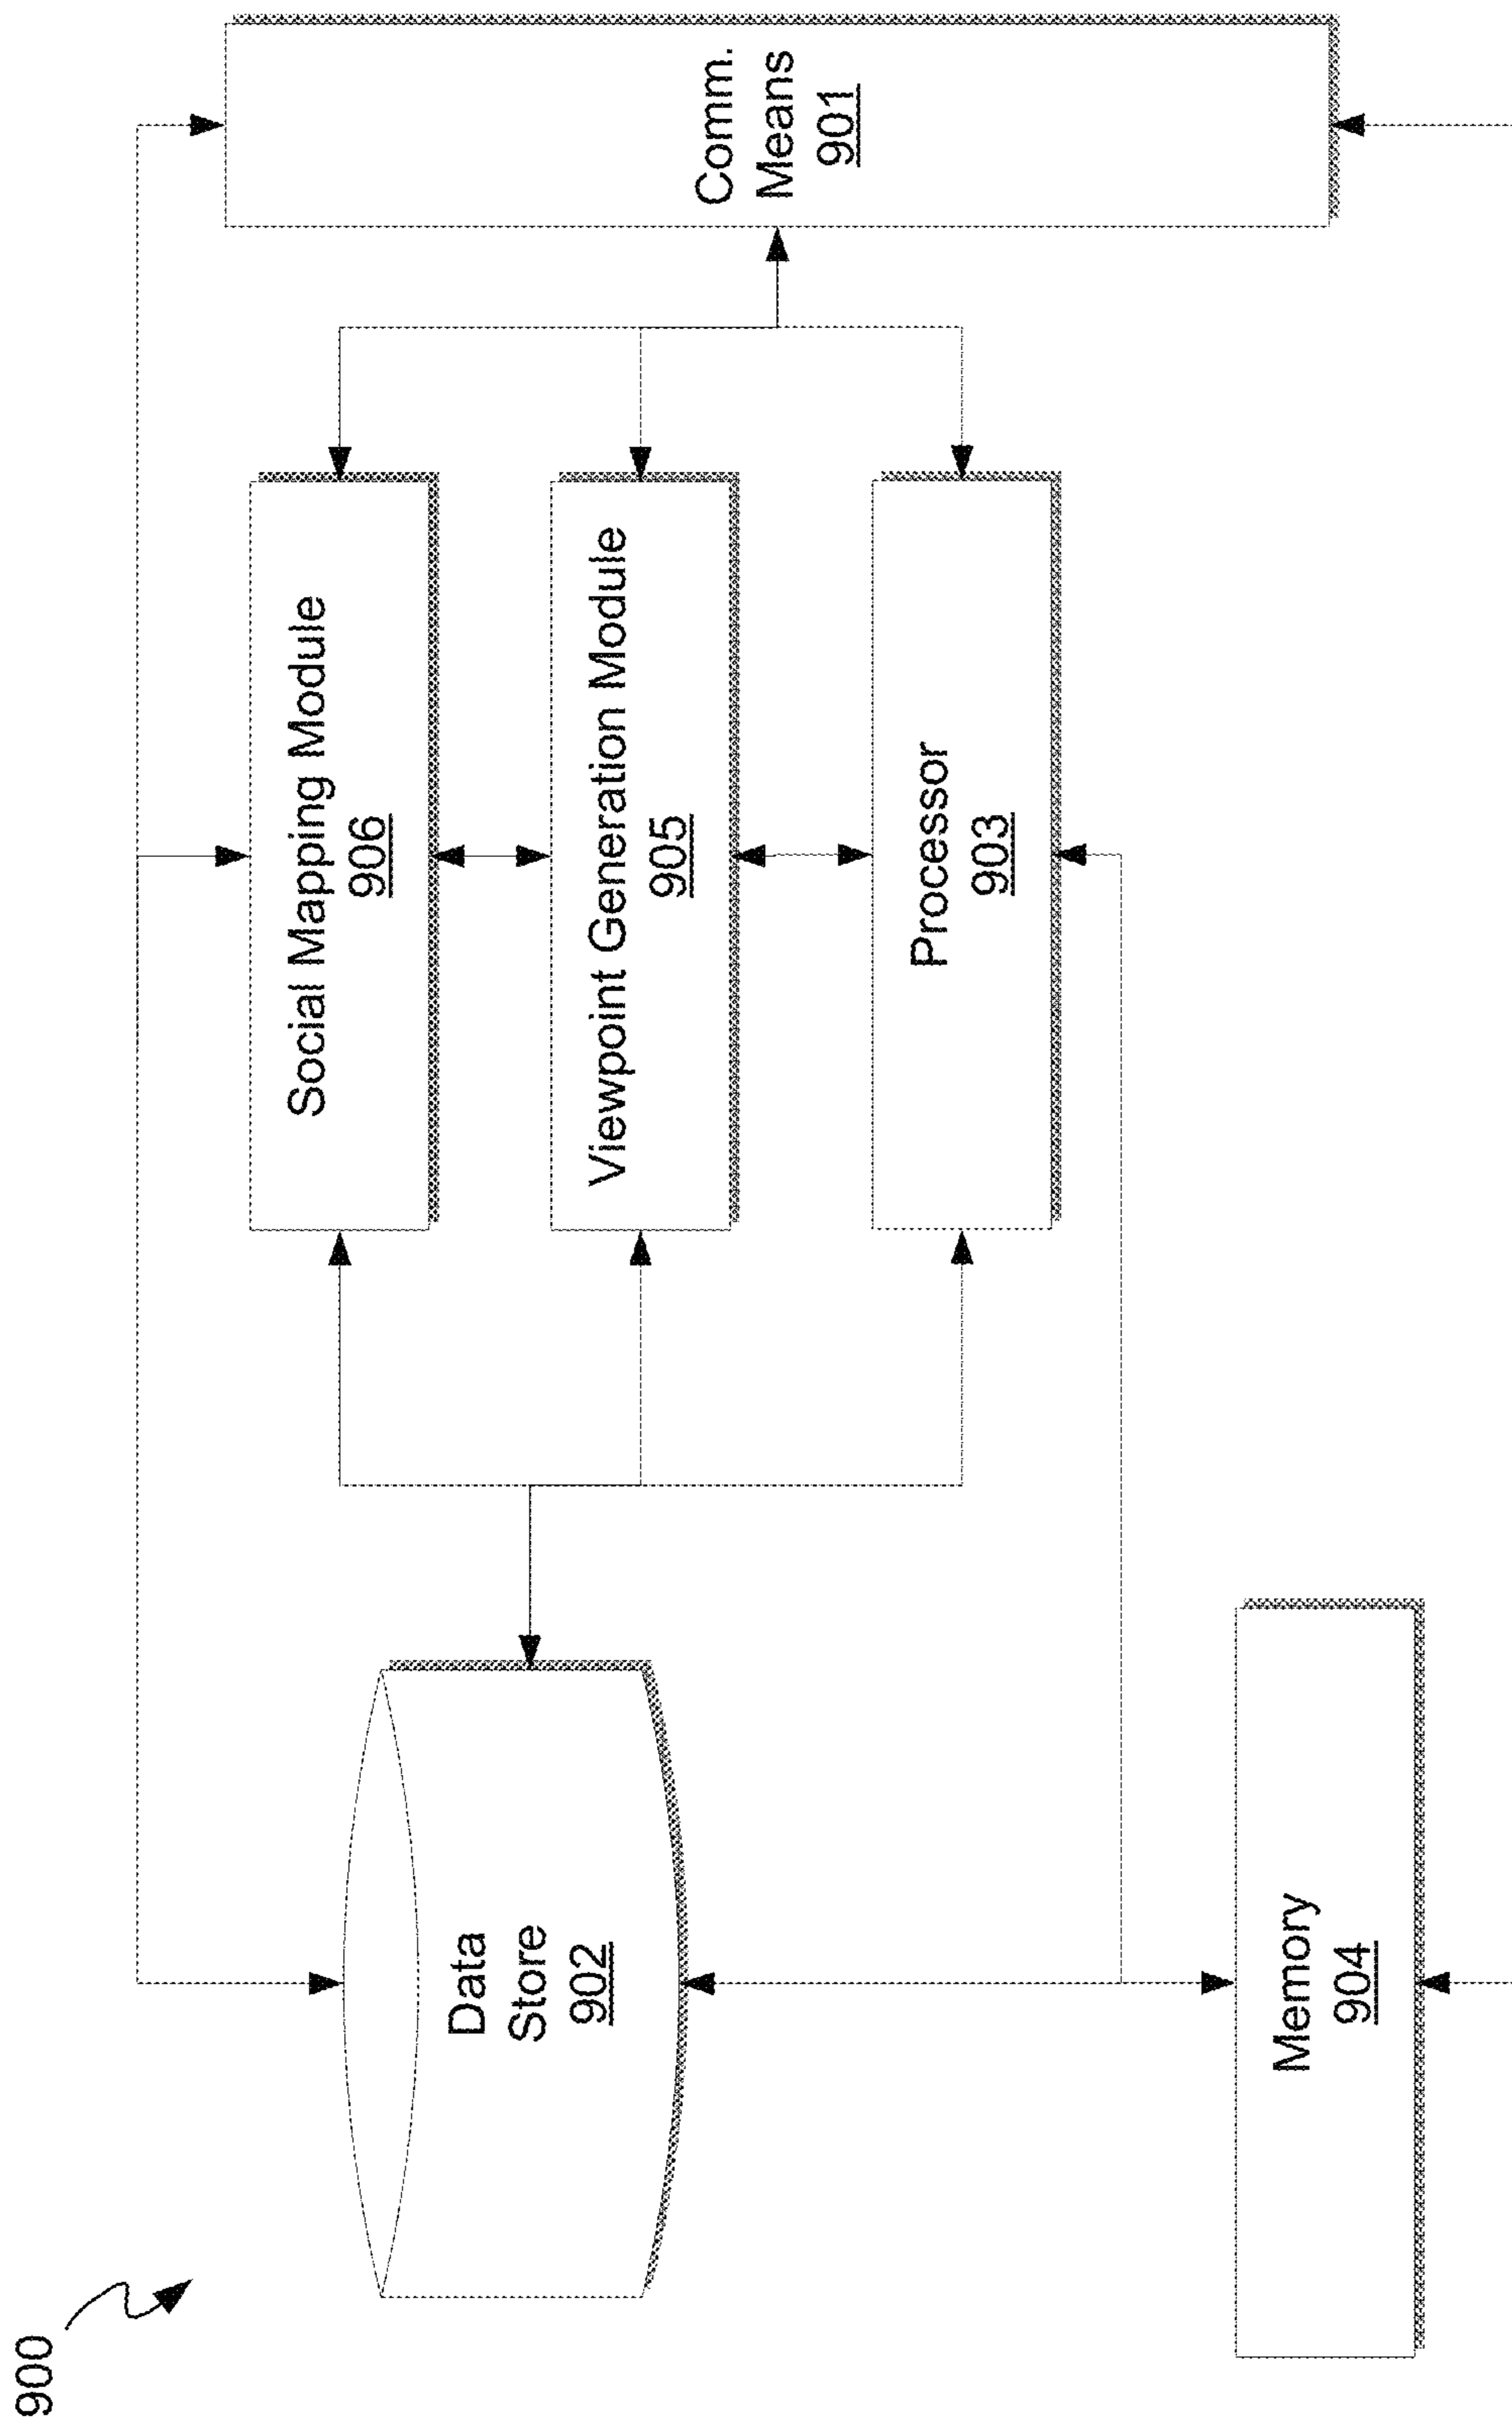 900
Data
Store
902
Memory
904
Social Mapping Module
906
Viewpoint Generation Module
905
Processor
903
Comm.
Means
901